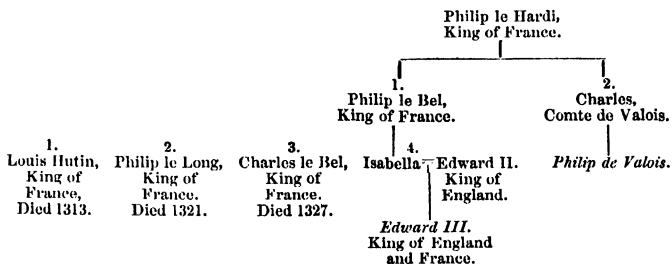 Philip le Hardi,
King of France.
1.
Philip le Bel,
King of France.
2.
Charles,
Comte de Valois.
1.
Louis Hutin,
King of
France,
Died 1313.
2.
Philip le Long,
King of
France.
Died 1321.
3.
Charles le Bel,
King of
France.
Died 1327.
4.
Isabella=Edward II.
King of
England.
Philip de Valois.
Edward III.
King of England
and France.